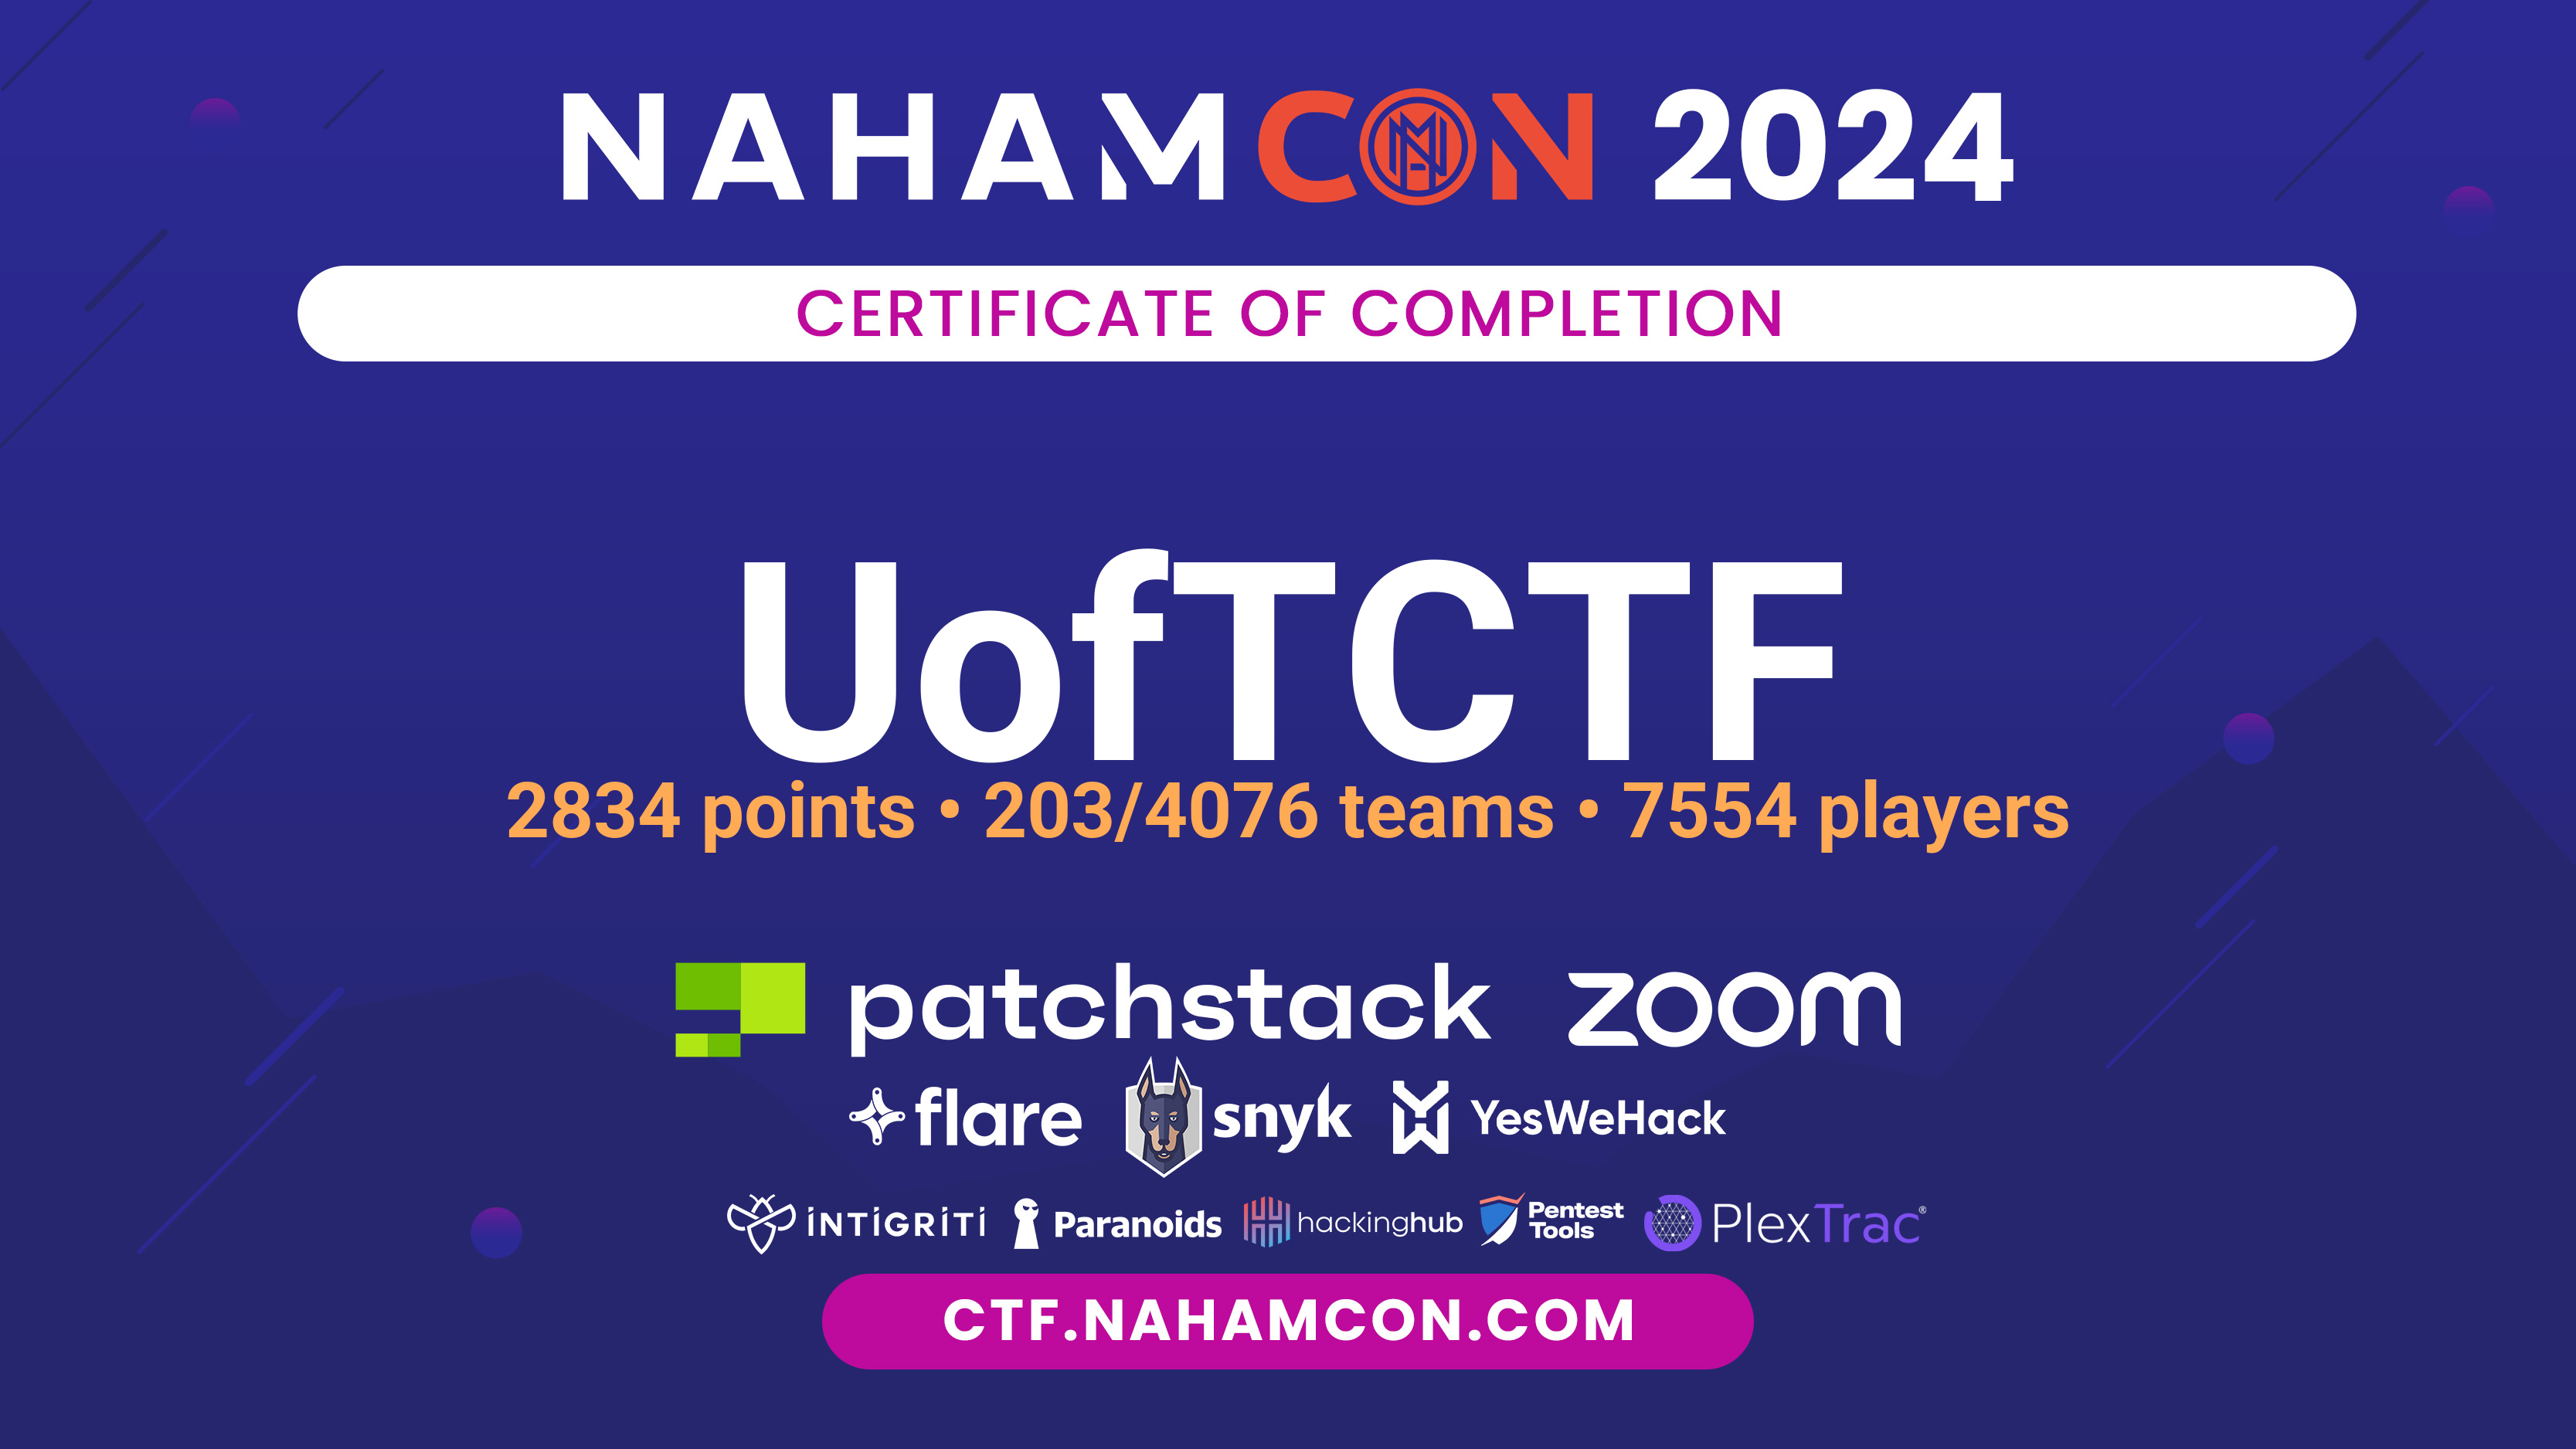 NAHAMCON 2024
CERTIFICATE OF COMPLETION
UofTCTF
2834 points • 203/4076 teams • 7554 players
patchstack zoom
flare snyk YesWeHack
INTIGRITI Paranoids hackinghub Pentest Tools PlexTrac®
CTF.NAHAMCON.COM